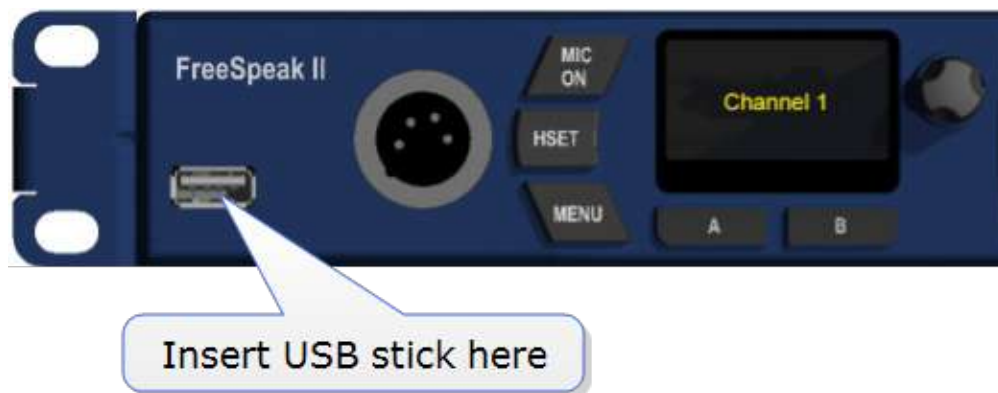 FreeSpeak II
MIC
ON
HSET
MENU
Channel 1
A
B
Insert USB stick here